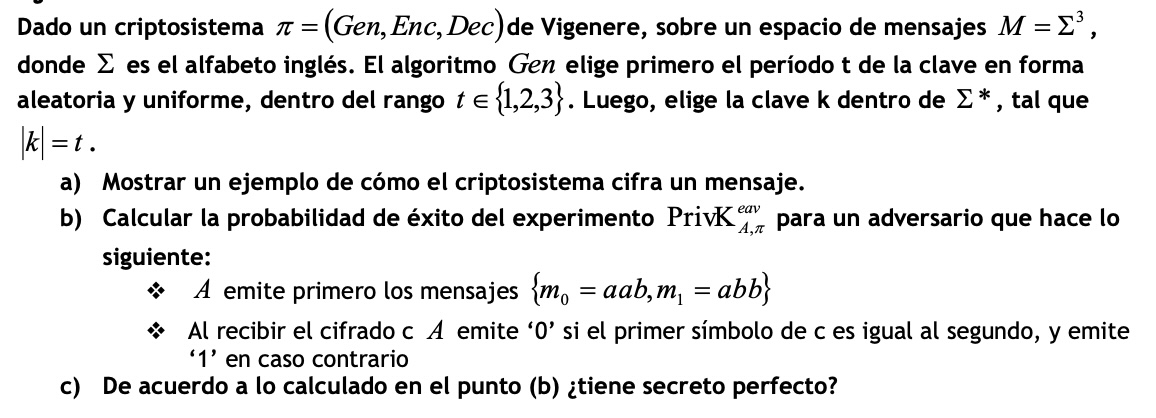 Dado un criptosistema π = (Gen, Enc, Dec) de Vigenere, sobre un espacio de mensajes M = Σ³,
donde Σ es el alfabeto inglés. El algoritmo Gen elige primero el período t de la clave en forma
aleatoria y uniforme, dentro del rango t ∈ {1,2,3}. Luego, elige la clave k dentro de Σ*, tal que
|k| = t.
a) Mostrar un ejemplo de cómo el criptosistema cifra un mensaje.
b) Calcular la probabilidad de éxito del experimento PrivK^{eav}_{A,π} para un adversario que hace lo
siguiente:
❖ A emite primero los mensajes {m₀ = aab, m₁ = abb}
❖ Al recibir el cifrado c A emite ‘0’ si el primer símbolo de c es igual al segundo, y emite
‘1’ en caso contrario
c) De acuerdo a lo calculado en el punto (b) ¿tiene secreto perfecto?